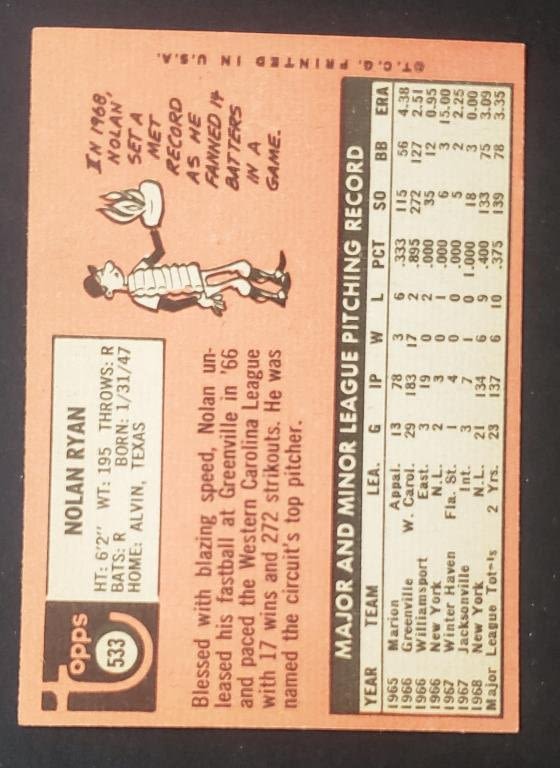 topps
533
NOLAN RYAN
HT: 6'2" WT: 195 THROWS: R
BATS: R BORN: 1/31/47
HOME: ALVIN, TEXAS
Blessed with blazing speed, Nolan un-
leased his fastball at Greenville in '66
and paced the Western Carolina League
with 17 wins and 272 strikouts. He was
named the circuit's top pitcher.
IN 1968,
NOLAN
SET A
MET
RECORD
AS HE
FANNED 14
BATTERS
IN A
GAME.
MAJOR AND MINOR LEAGUE PITCHING RECORD
YEAR TEAM LEA. G IP W L PCT SO BB ERA
1965 Marion Appal. 13 78 3 6 .333 115 56 4.38
1966 Greenville W. Carol. 29 183 17 2 .895 272 127 2.51
1966 Williamsport East. 3 19 0 2 .000 35 12 0.95
1966 New York N.L. 2 3 0 1 .000 6 3 15.00
1967 Winter Haven Fla. St. 1 4 0 0 .000 5 2 2.25
1967 Jacksonville Int. 3 7 1 0 1.000 18 3 0.00
1968 New York N.L. 21 134 6 9 .400 133 75 3.09
Major League Tot-ls 2 Yrs. 23 137 6 10 .375 139 78 3.35
©T.C.G. PRINTED IN U.S.A.